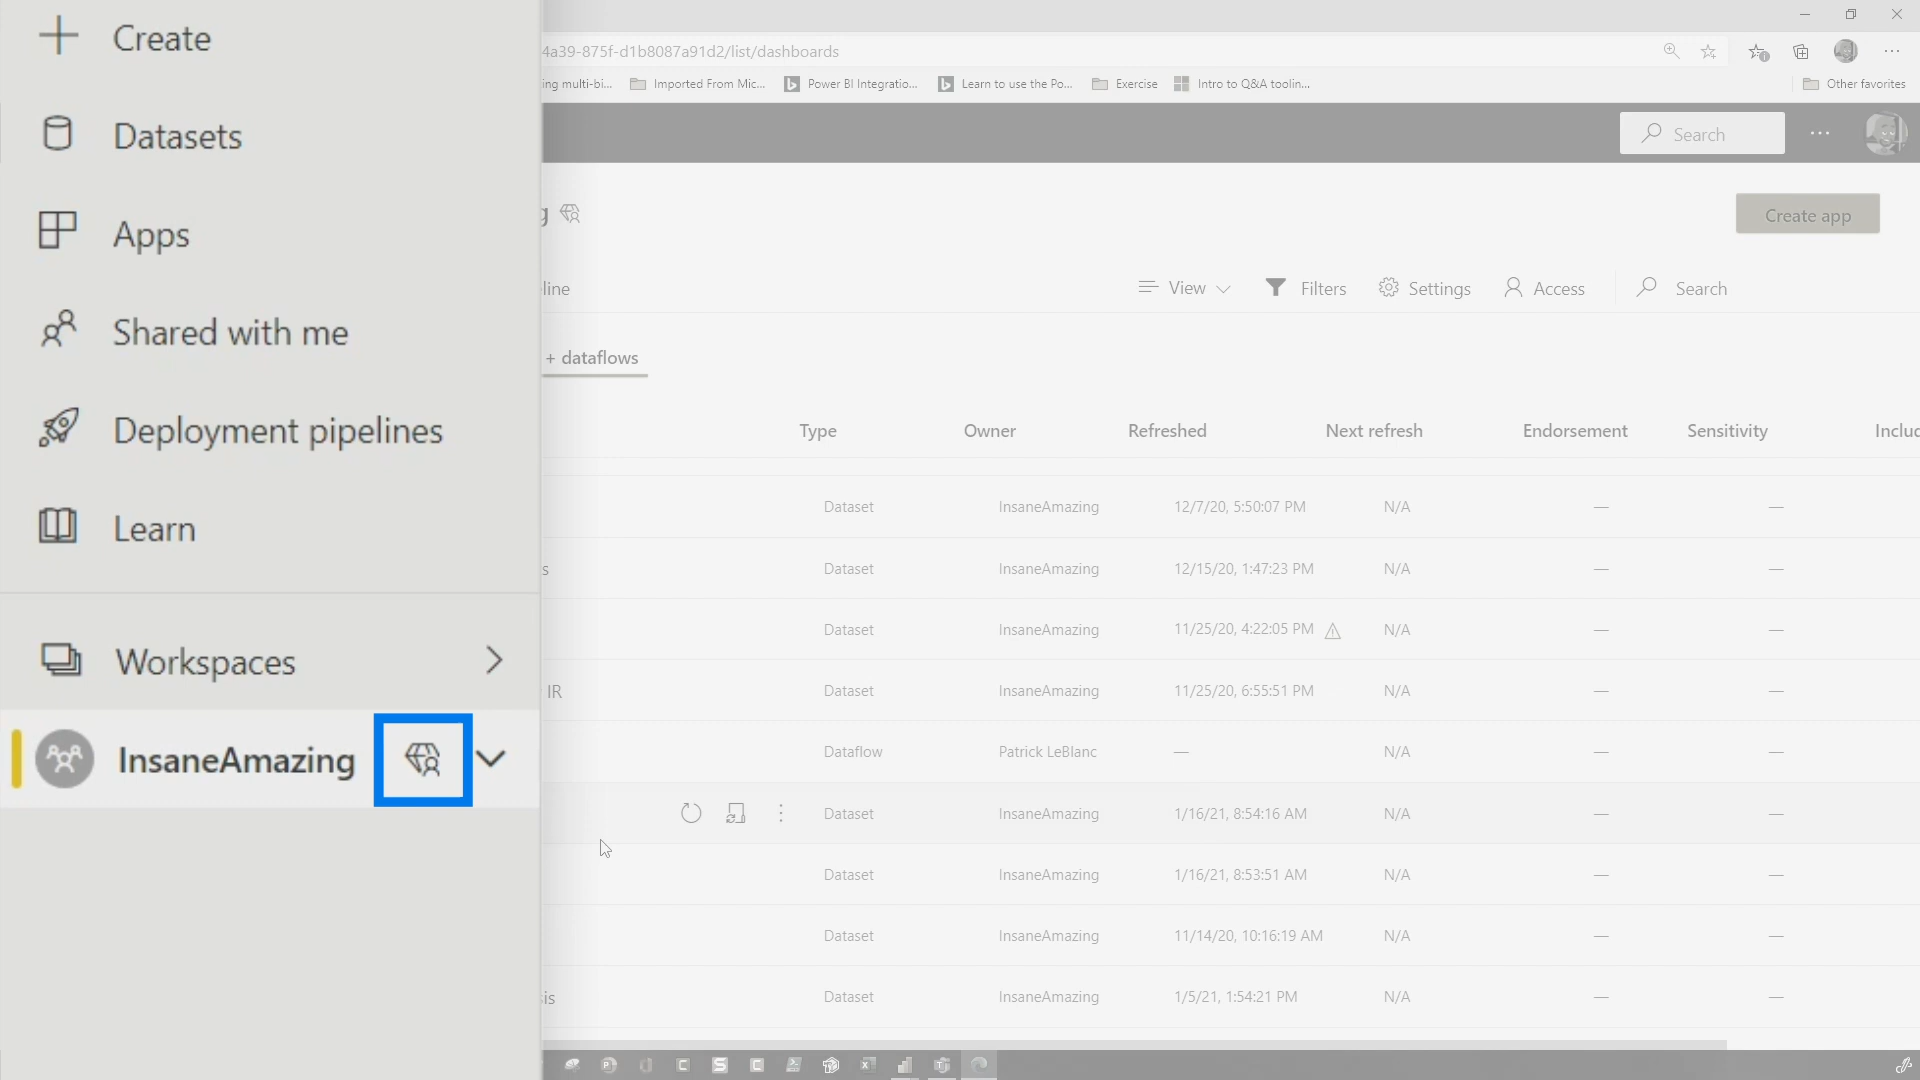 Create
Datasets
Apps
Shared with me
Deployment pipelines
Learn
Workspaces
InsaneAmazing
4a39-875f-d1b8087a91d2/list/dashboards
ing multi-bi...
Imported From Mic...
Power BI Integratio...
Learn to use the Po...
Exercise
Intro to Q&A toolin...
Other favorites
Search
g
Create app
line
View
Filters
Settings
Access
Search
+ dataflows
Type Owner Refreshed Next refresh Endorsement Sensitivity Includ
Dataset InsaneAmazing 12/7/20, 5:50:07 PM N/A — —
s Dataset InsaneAmazing 12/15/20, 1:47:23 PM N/A — —
Dataset InsaneAmazing 11/25/20, 4:22:05 PM N/A — —
IR Dataset InsaneAmazing 11/25/20, 6:55:51 PM N/A — —
Dataflow Patrick LeBlanc — N/A — —
Dataset InsaneAmazing 1/16/21, 8:54:16 AM N/A — —
Dataset InsaneAmazing 1/16/21, 8:53:51 AM N/A — —
Dataset InsaneAmazing 11/14/20, 10:16:19 AM N/A — —
sis Dataset InsaneAmazing 1/5/21, 1:54:21 PM N/A — —